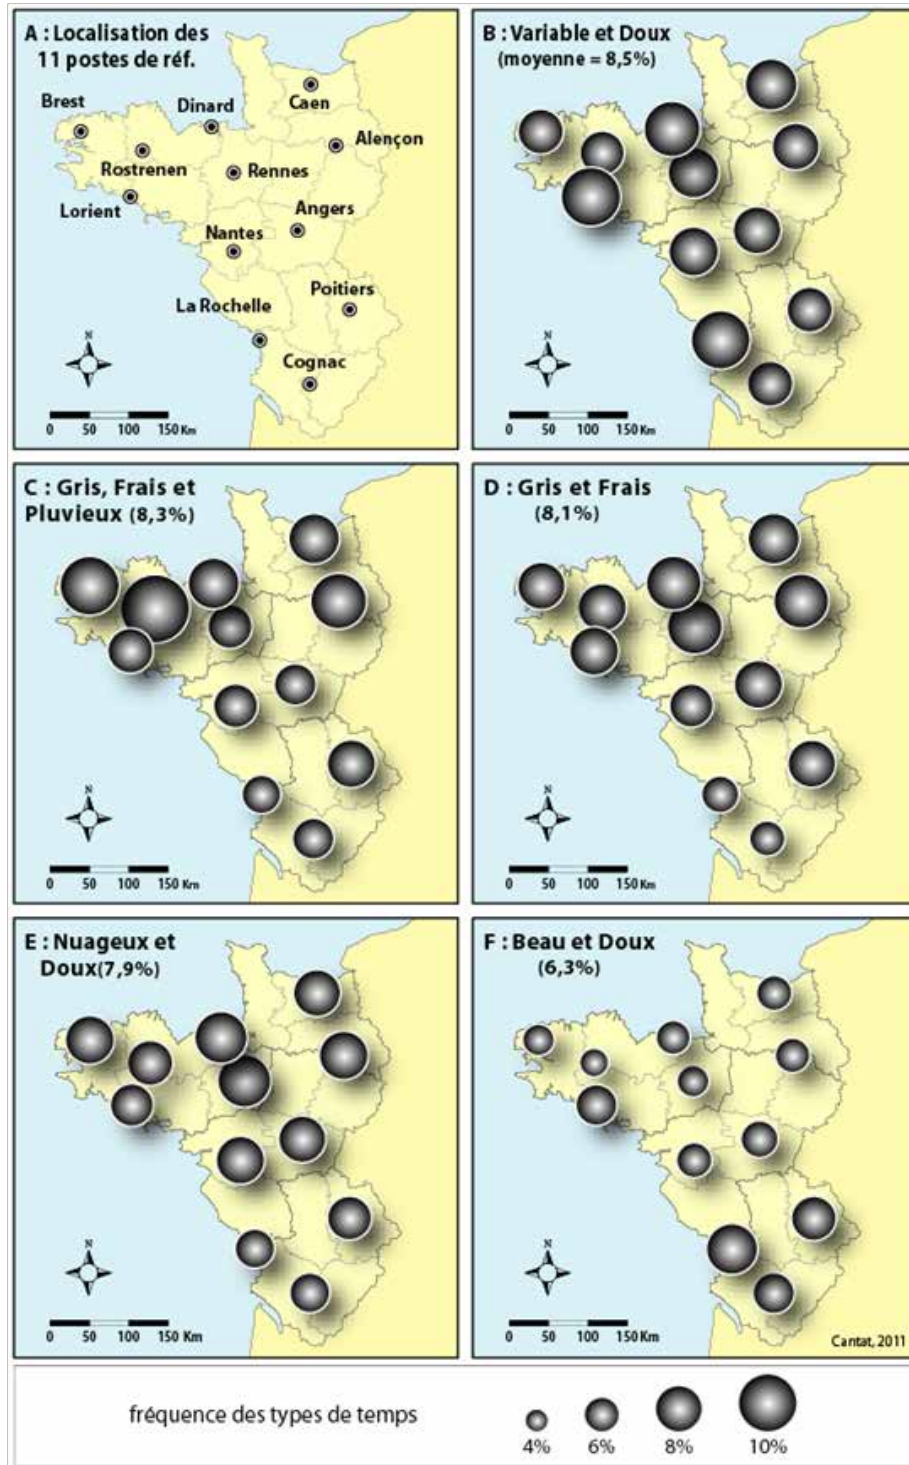 A : Localisation des
11 postes de réf.
Brest
Dinard
Caen
Alençon
Rostrenen
Rennes
Lorient
Angers
Nantes
Poitiers
La Rochelle
Cognac
N
0 50 100 150 Km
B : Variable et Doux
(moyenne = 8,5%)
N
0 50 100 150 Km
C : Gris, Frais et
Pluvieux (8,3%)
N
0 50 100 150 Km
D : Gris et Frais
(8,1%)
N
0 50 100 150 Km
E : Nuageux et
Doux(7,9%)
N
0 50 100 150 Km
F : Beau et Doux
(6,3%)
N
0 50 100 150 Km
Cantat, 2011
fréquence des types de temps
4% 6% 8% 10%